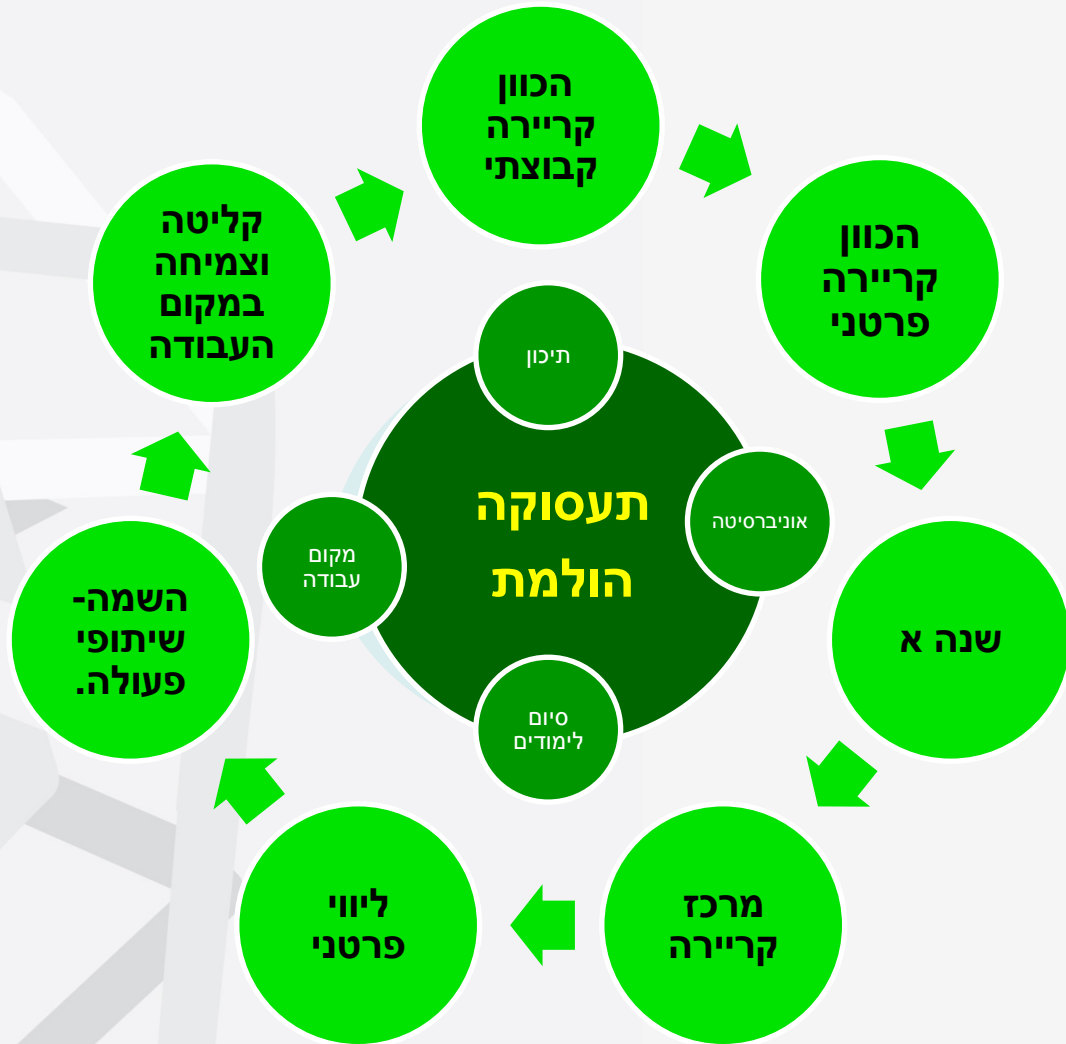 הכוון
קריירה
קבוצתי
הכוון
קריירה
פרטני
שנה א
מרכז
קריירה
ליווי
פרטני
השמה-
שיתופי
פעולה.
קליטה
וצמיחה
במקום
העבודה
תיכון
אוניברסיטה
סיום
לימודים
מקום
עבודה
תעסוקה
הולמת